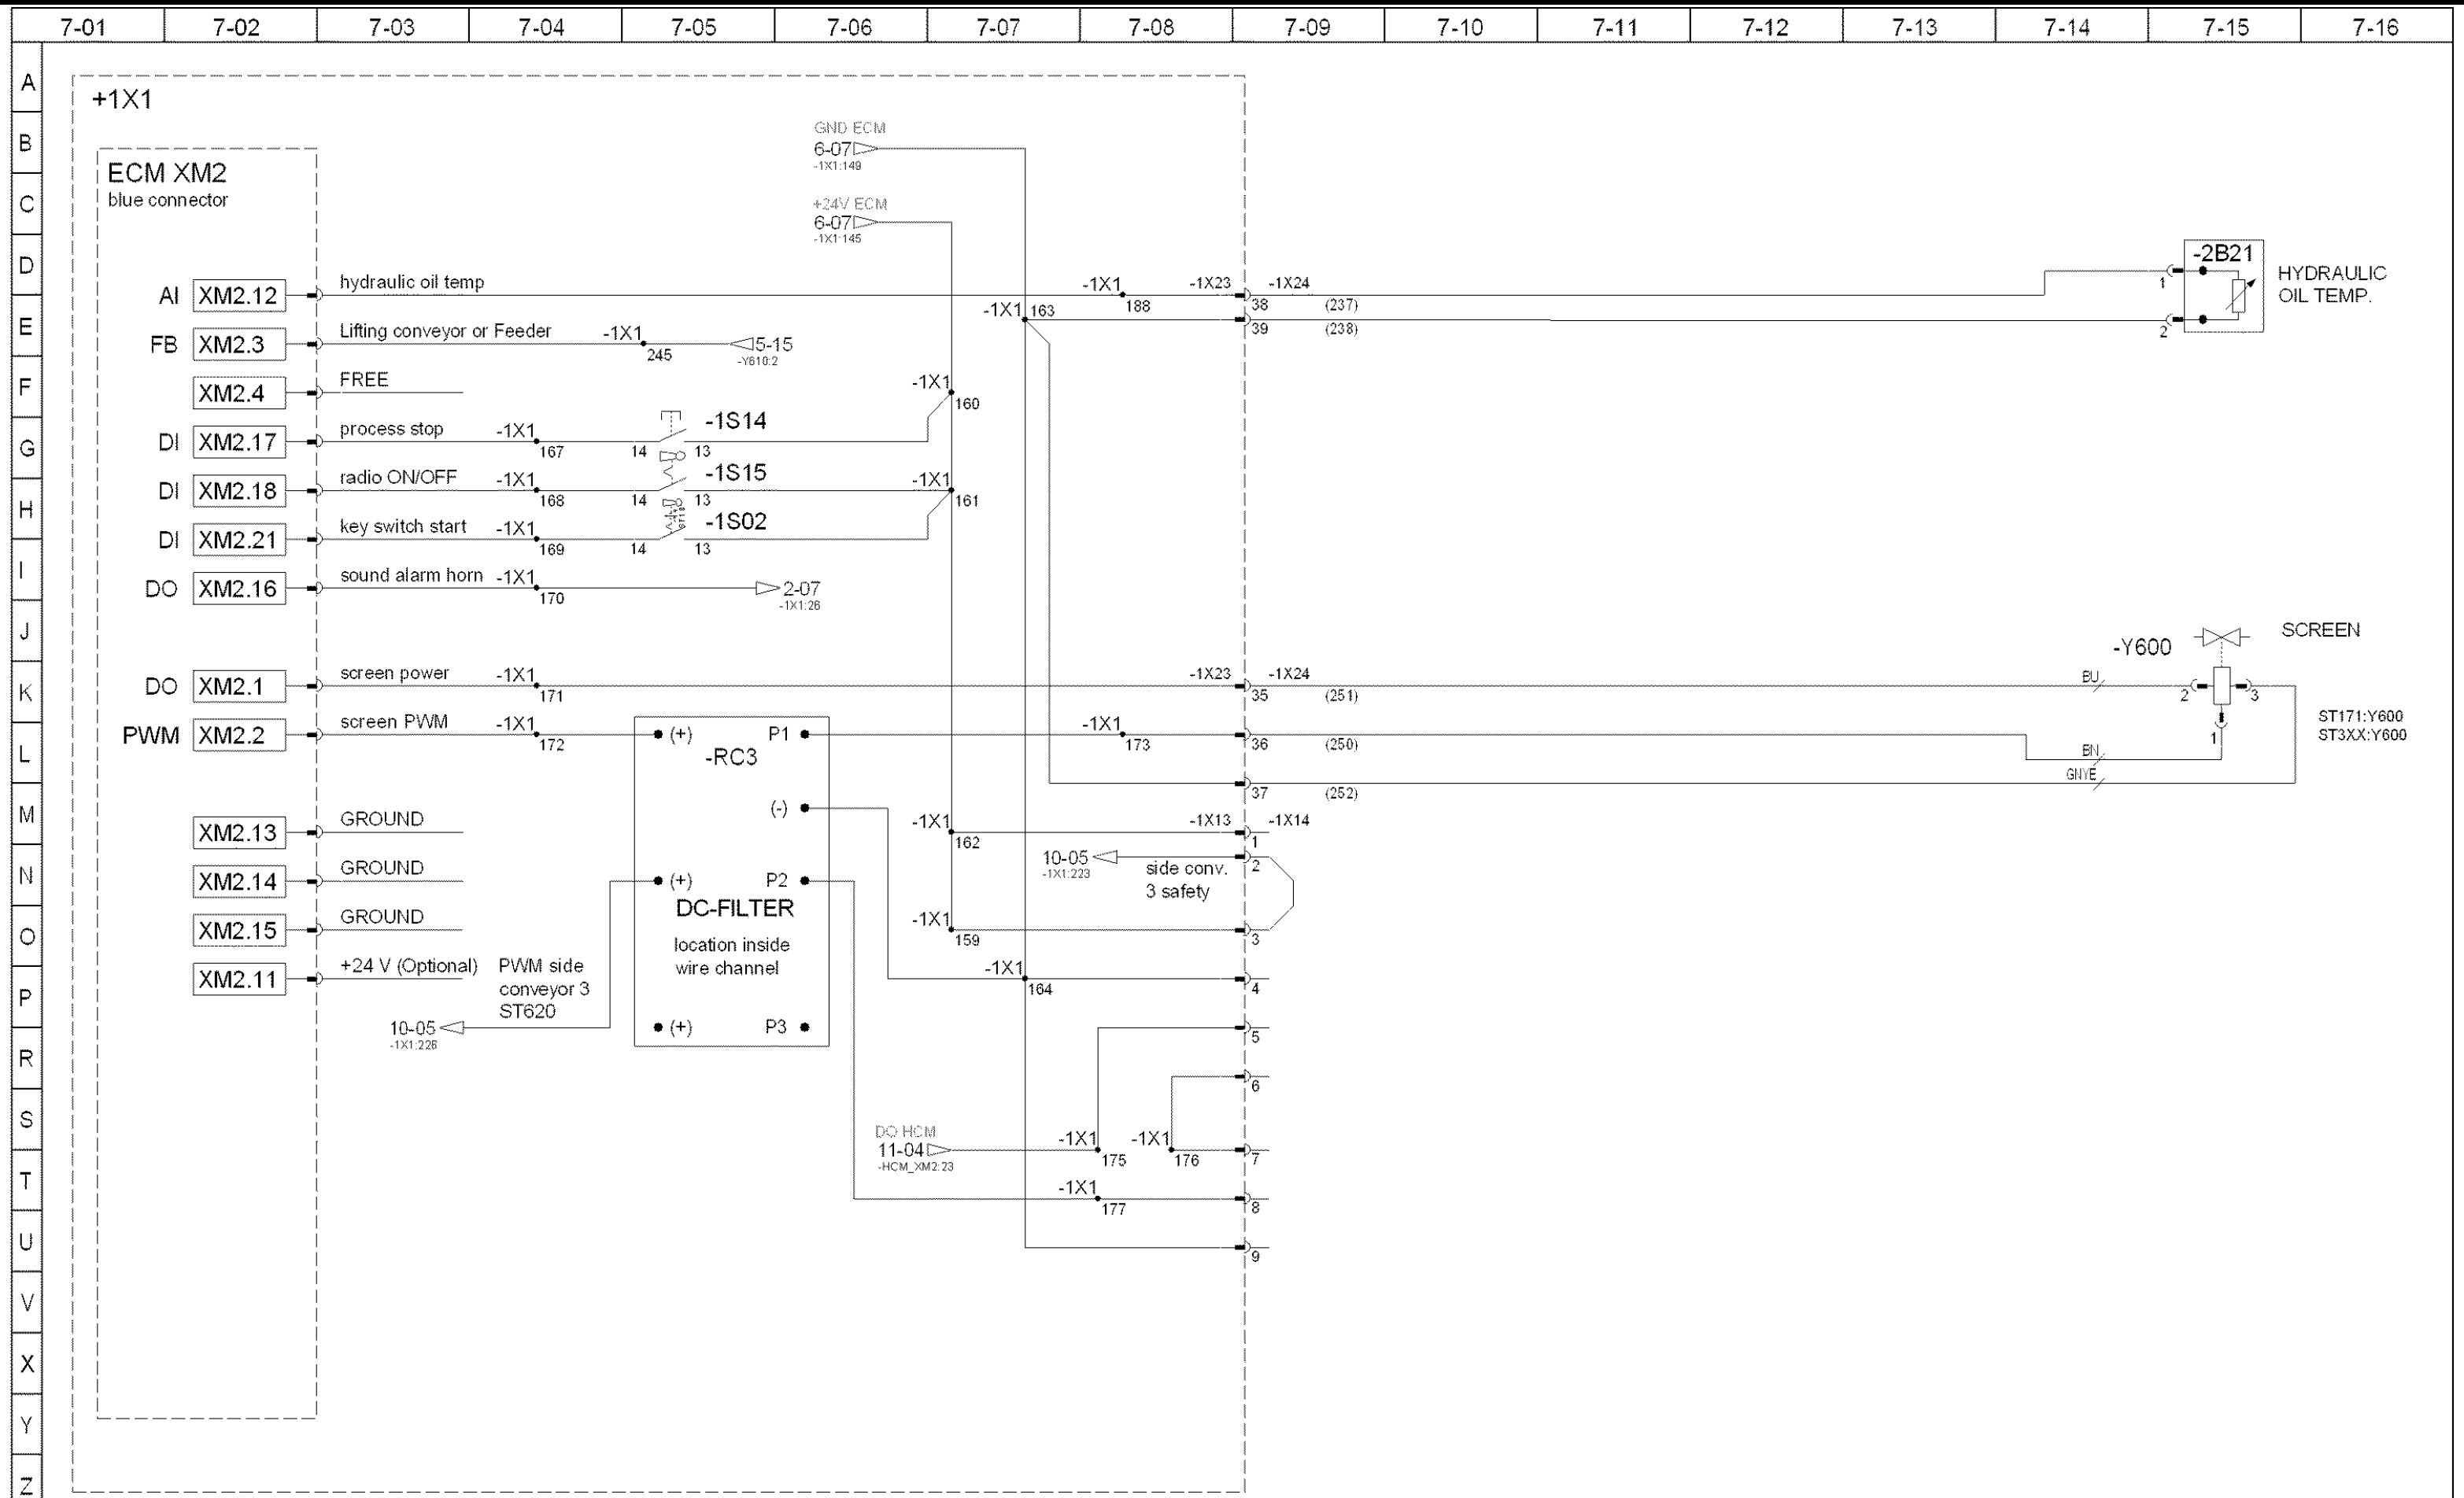 7-01 7-02 7-03 7-04 7-05 7-06 7-07 7-08 7-09 7-10 7-11 7-12 7-13 7-14 7-15 7-16
A
+1X1
B
GND ECM
6-07
-1X1:149
ECM XM2
blue connector
C
+24V ECM
6-07
-1X1:145
D
-2B21
HYDRAULIC
OIL TEMP.
1
2
AI XM2.12 hydraulic oil temp -1X1 188 -1X23 -1X24 38 (237)
E
-1X1 163 39 (238)
FB XM2.3 Lifting conveyor or Feeder -1X1 245 5-15
-Y610:2
F
XM2.4 FREE -1X1 160
G
DI XM2.17 process stop -1X1 167 14 -1S14 13
DI XM2.18 radio ON/OFF -1X1 168 14 -1S15 13 -1X1 161
H
DI XM2.21 key switch start -1X1 169 14 -1S02 13
I
DO XM2.16 sound alarm horn -1X1 170 2-07
-1X1:26
J
-Y600
SCREEN
K
DO XM2.1 screen power -1X1 171 -1X23 -1X24 35 (251) BU 2 3
ST171:Y600
ST3XX:Y600
PWM XM2.2 screen PWM -1X1 172 (+) P1 -1X1 173 36 (250) BN 1
L
-RC3
GNYE
37 (252)
M
(-)
XM2.13 GROUND -1X1 162 -1X13 -1X14 1
10-05
-1X1:223
side conv.
3 safety
2
N
XM2.14 GROUND (+) P2
DC-FILTER
O
XM2.15 GROUND -1X1 159 3
location inside
wire channel
XM2.11 +24 V (Optional) -1X1 164 4
P
PWM side
conveyor 3
ST620
10-05
-1X1:226
(+) P3
5
R
6
S
DO HCM
11-04
-HCM_XM2:23
-1X1 175 -1X1 176 7
T
-1X1 177 8
U
9
V
X
Y
Z